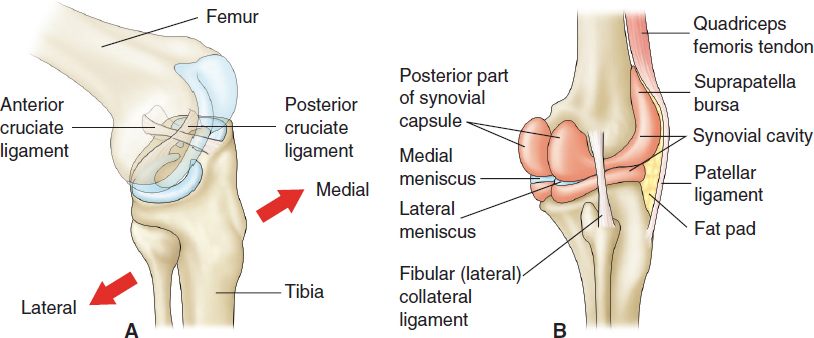 Femur
Anterior
cruciate
ligament
Posterior
cruciate
ligament
Medial
Lateral
Tibia
A
Quadriceps
femoris tendon
Posterior part
of synovial
capsule
Suprapatella
bursa
Synovial cavity
Medial
meniscus
Patellar
ligament
Lateral
meniscus
Fat pad
Fibular (lateral)
collateral
ligament
B